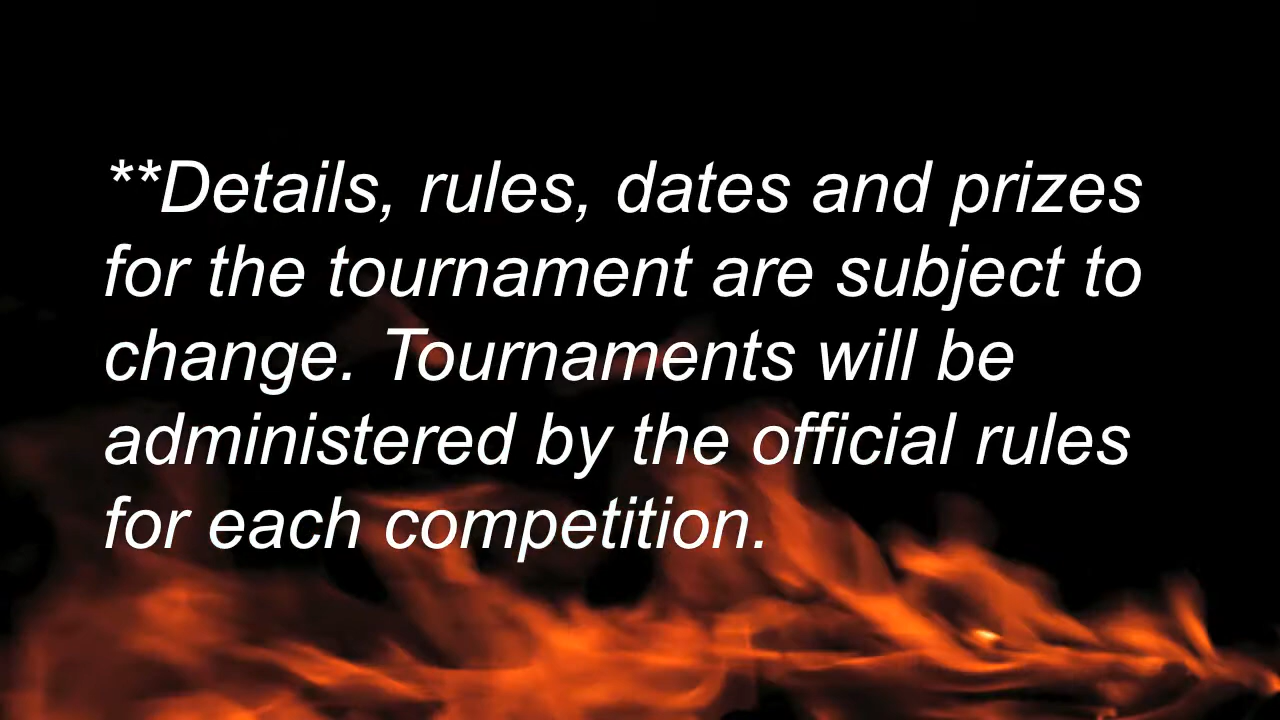 **Details, rules, dates and prizes
for the tournament are subject to
change. Tournaments will be
administered by the official rules
for each competition.